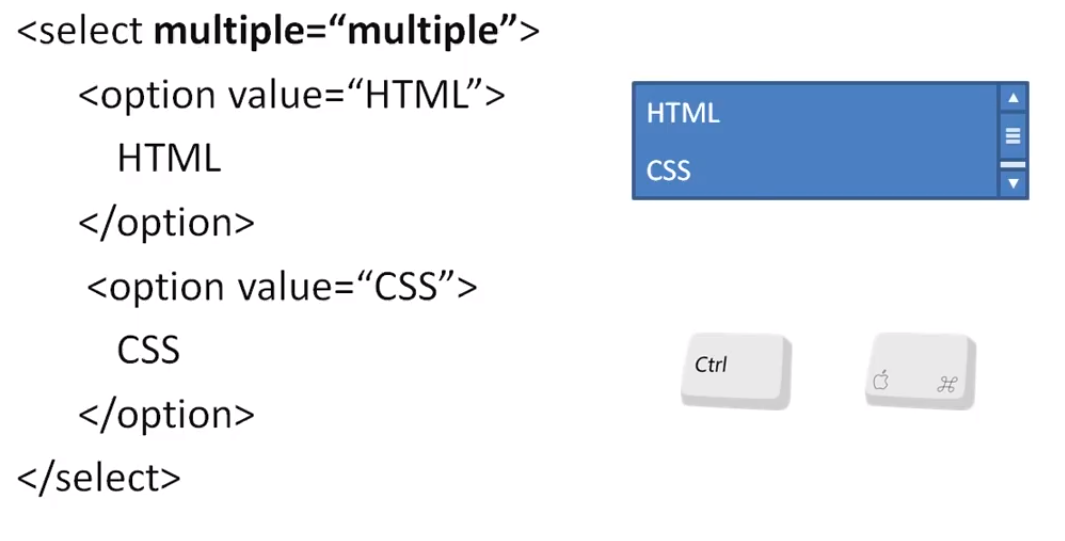 <select multiple=“multiple”>
<option value=“HTML”>
HTML
</option>
<option value=“CSS”>
CSS
</option>
</select>
HTML
CSS
Ctrl
⌘